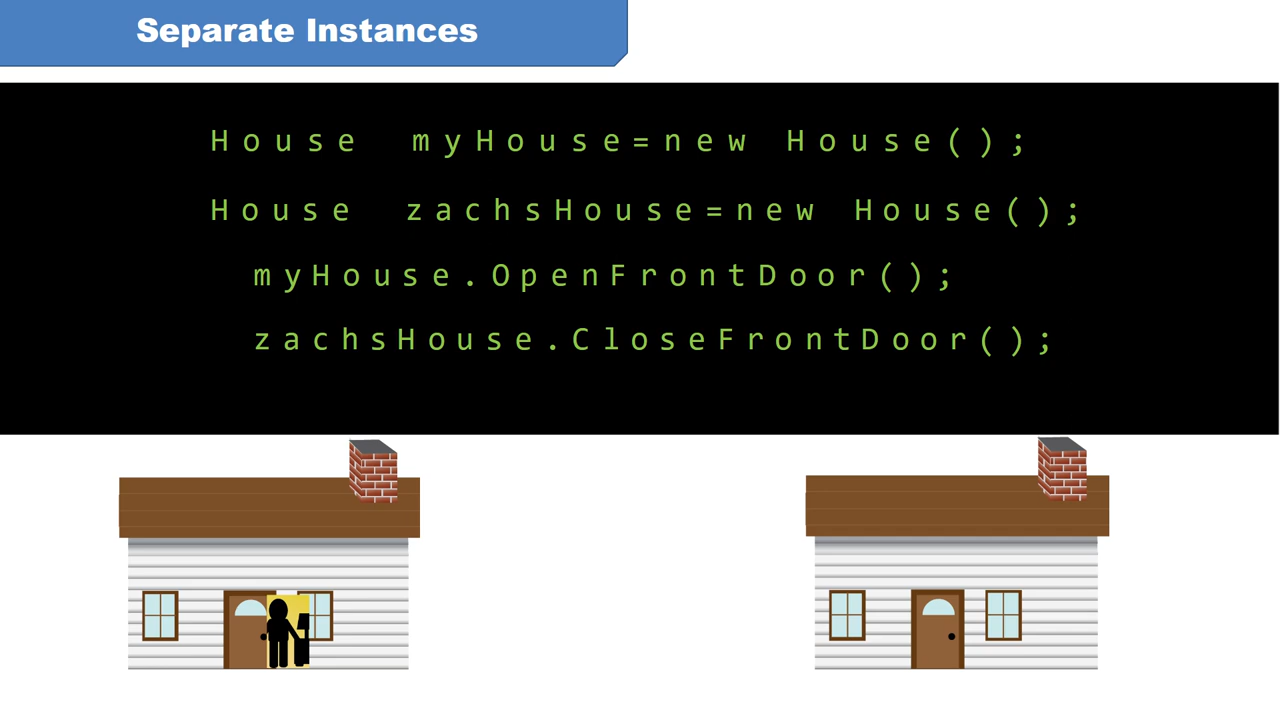 Separate Instances
House myHouse=new House();
House zachsHouse=new House();
myHouse.OpenFrontDoor();
zachsHouse.CloseFrontDoor();